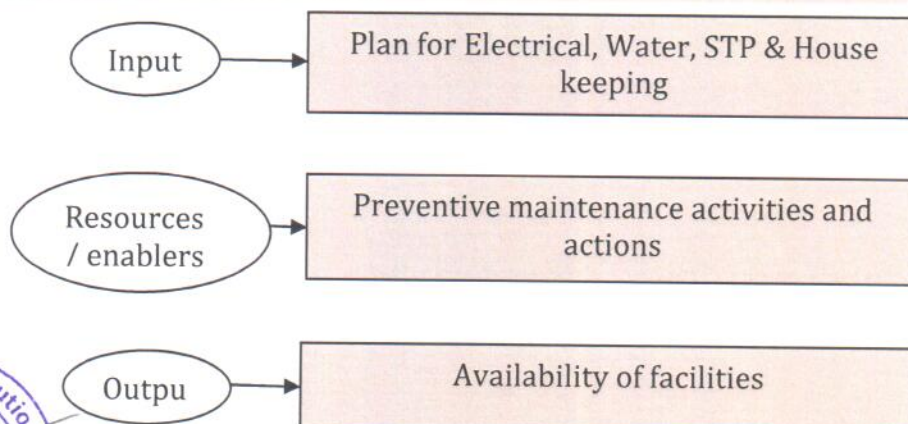 Input
Plan for Electrical, Water, STP & House
keeping
Resources
/ enablers
Preventive maintenance activities and
actions
Outpu
Availability of facilities